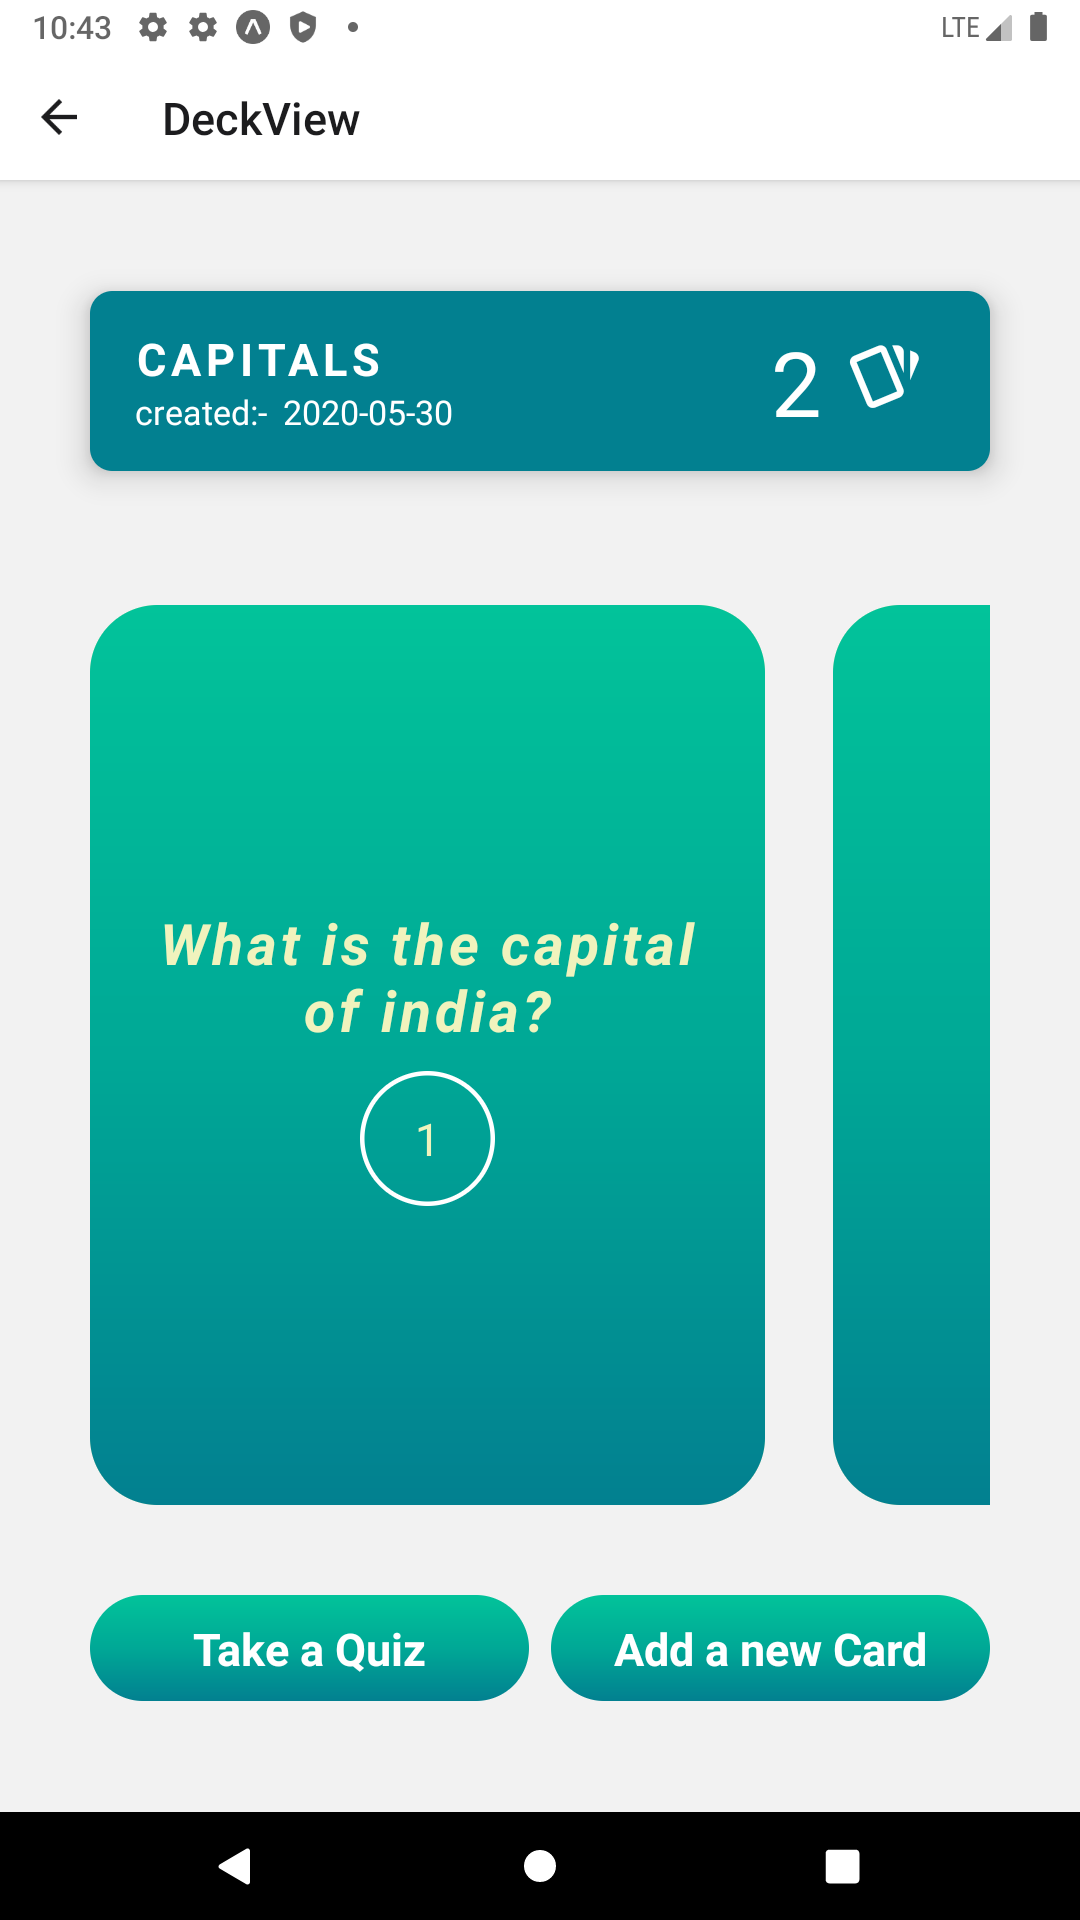 10:43
LTE
DeckView
CAPITALS
2
created:- 2020-05-30
What is the capital
of india?
1
Take a Quiz
Add a new Card